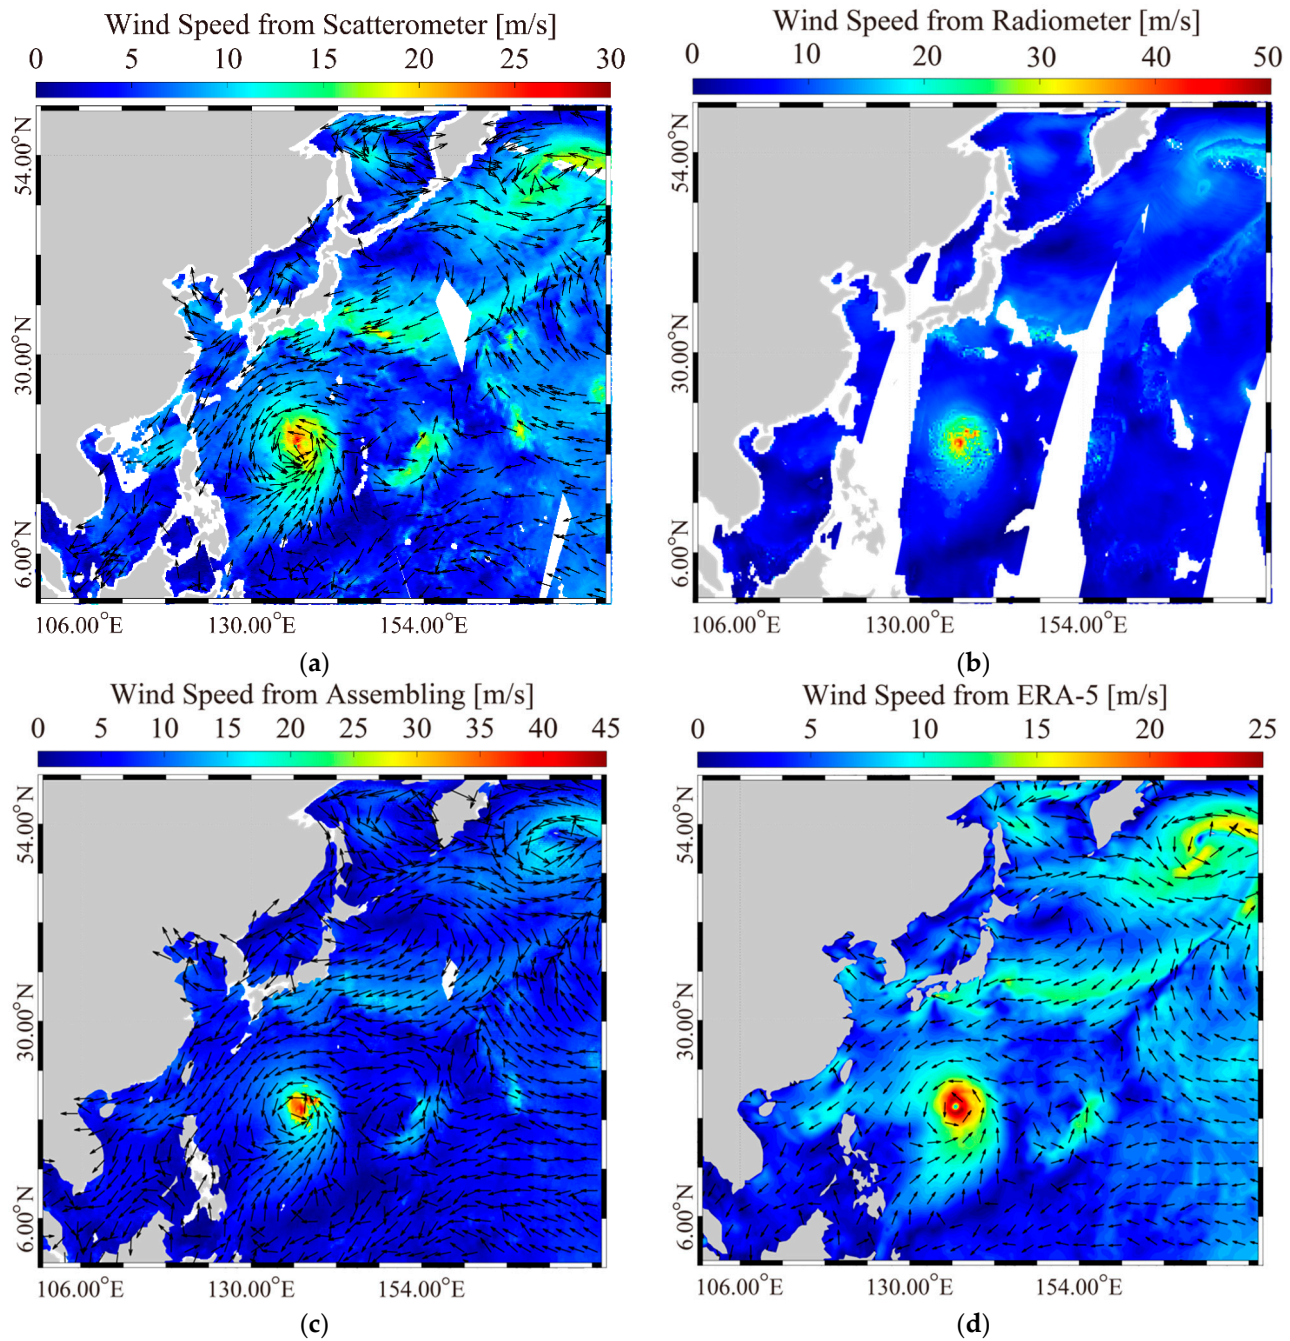 Wind Speed from Scatterometer [m/s]
0 5 10 15 20 25 30
54.00°N
30.00°N
6.00°N
106.00°E 130.00°E 154.00°E
(a)
Wind Speed from Radiometer [m/s]
0 10 20 30 40 50
54.00°N
30.00°N
6.00°N
106.00°E 130.00°E 154.00°E
(b)
Wind Speed from Assembling [m/s]
0 5 10 15 20 25 30 35 40 45
54.00°N
30.00°N
6.00°N
106.00°E 130.00°E 154.00°E
(c)
Wind Speed from ERA-5 [m/s]
0 5 10 15 20 25
54.00°N
30.00°N
6.00°N
106.00°E 130.00°E 154.00°E
(d)